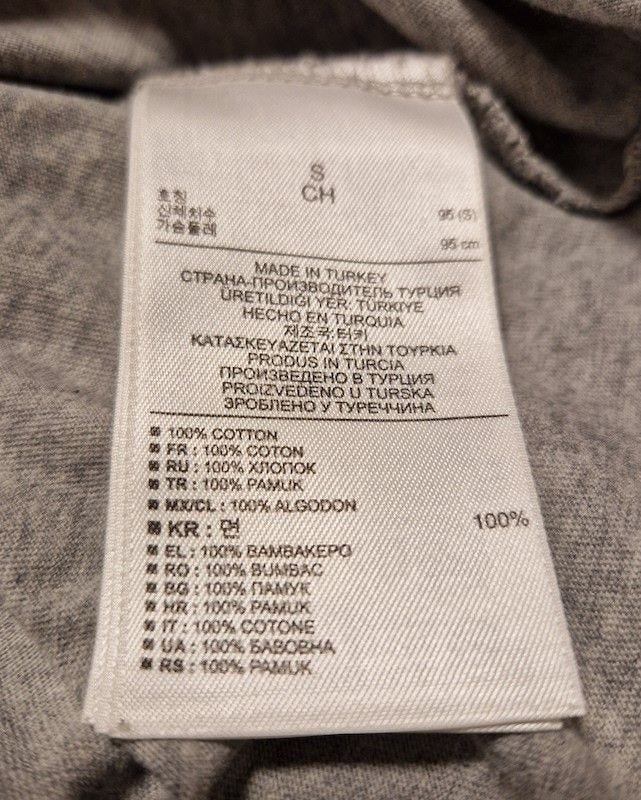 S
CH
호칭 95 (S)
신체치수
가슴둘레 95 cm
MADE IN TURKEY
СТРАНА-ПРОИЗВОДИТЕЛЬ ТУРЦИЯ
ÜRETILDIĞI YER: TÜRKIYE
HECHO EN TURQUIA
제조국:터키
ΚΑΤΑΣΚΕΥΑΖΕΤΑΙ ΣΤΗΝ ΤΟΥΡΚΙΑ
PRODUS IN TURCIA
ПРОИЗВЕДЕНО В ТУРЦИЯ
PROIZVEDENO U TURSKA
ЗРОБЛЕНО У ТУРЕЧЧИНА
100% COTTON
FR : 100% COTON
RU : 100% ХЛОПОК
TR : 100% PAMUK
MX/CL : 100% ALGODON
KR : 면 100%
EL : 100% ΒΑΜΒΑΚΕΡΟ
RO : 100% BUMBAC
BG : 100% ПАМУК
HR : 100% PAMUK
IT : 100% COTONE
UA : 100% БАВОВНА
RS : 100% PAMUK